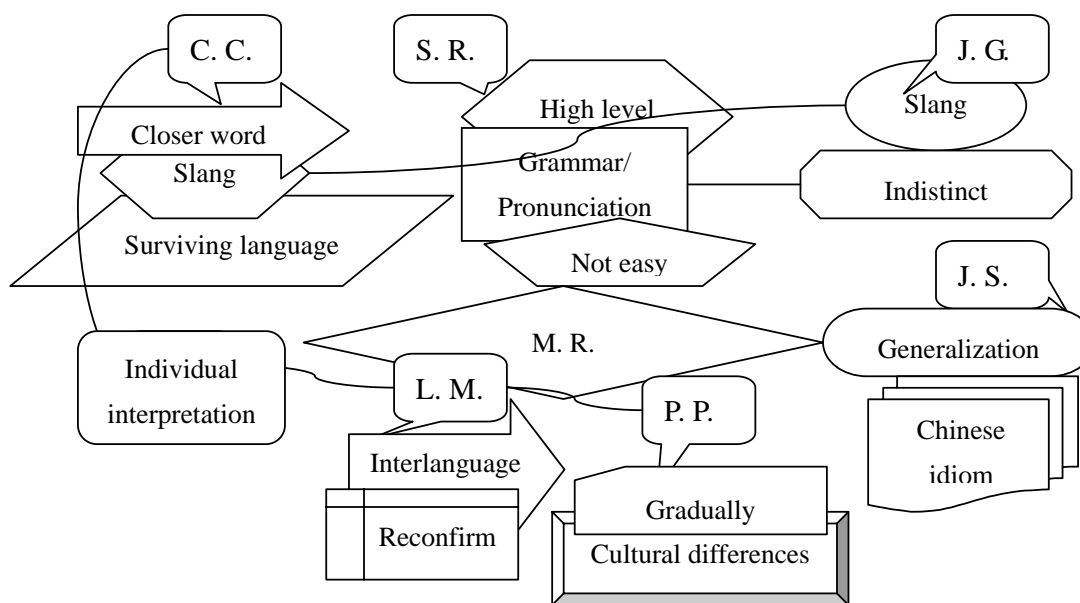 C. C.
S. R.
J. G.
Closer word
High level
Slang
Slang
Grammar/
Pronunciation
Indistinct
Surviving language
Not easy
J. S.
M. R.
Generalization
Individual
interpretation
L. M.
P. P.
Chinese
idiom
Interlanguage
Reconfirm
Gradually
Cultural differences